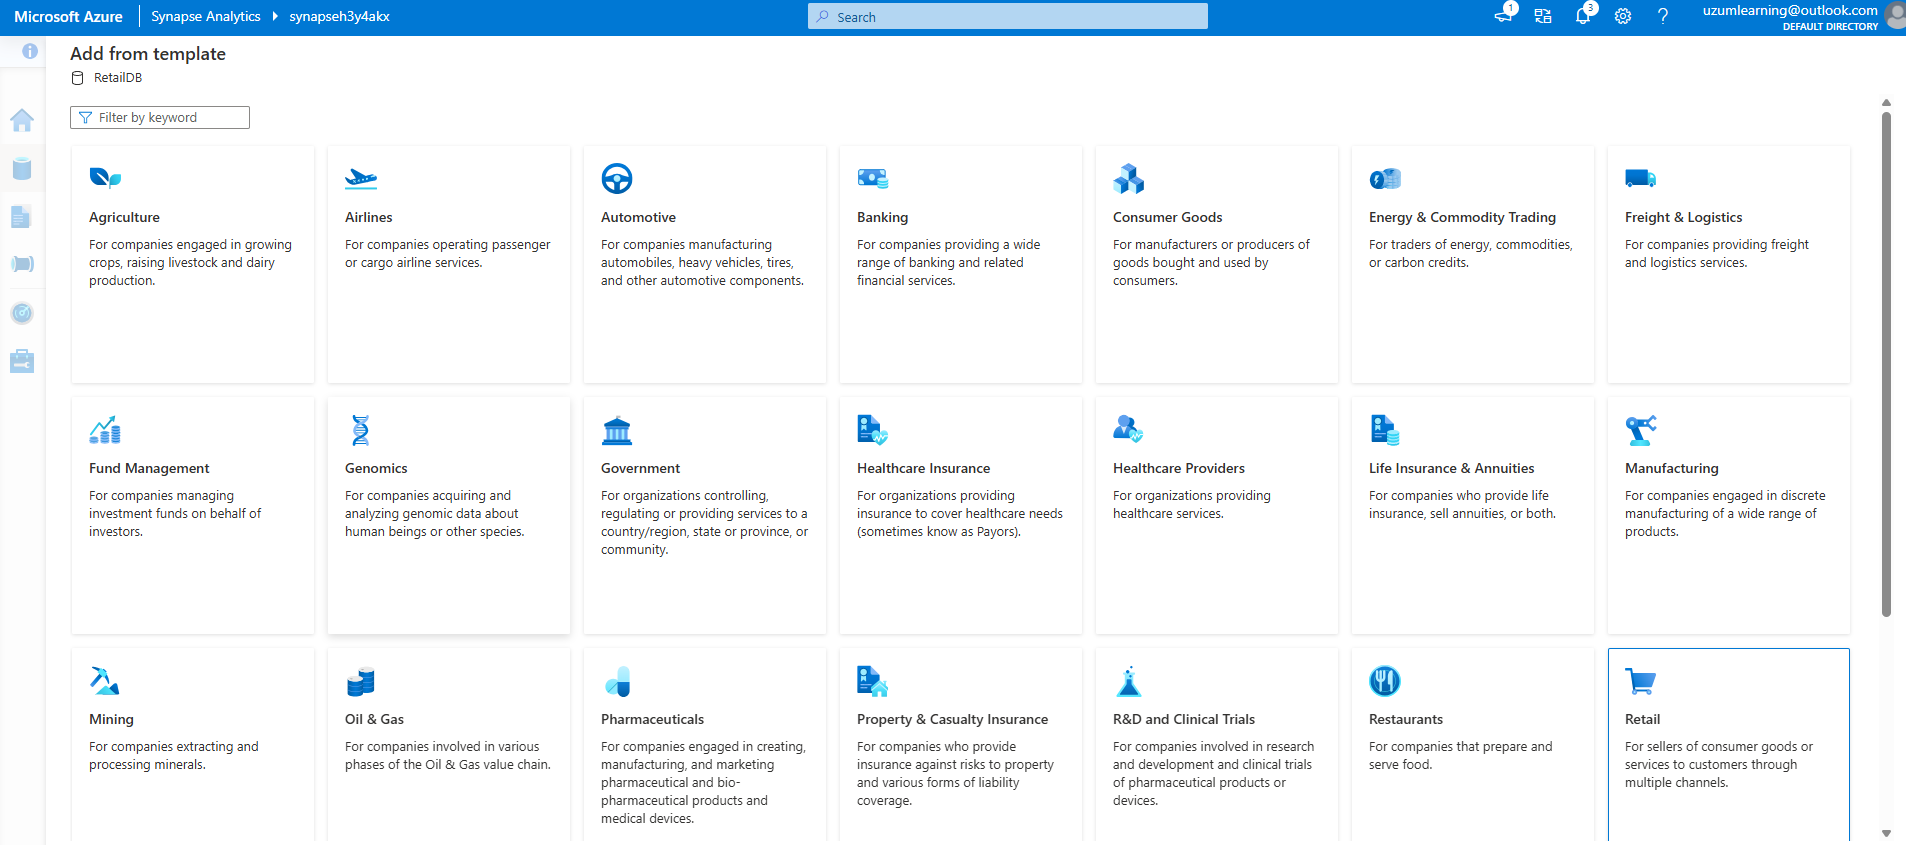 Microsoft Azure
Synapse Analytics
synapseh3y4akx
Search
1
3
uzumlearning@outlook.com
DEFAULT DIRECTORY
Add from template
RetailDB
Filter by keyword
Agriculture
For companies engaged in growing
crops, raising livestock and dairy
production.
Airlines
For companies operating passenger
or cargo airline services.
Automotive
For companies manufacturing
automobiles, heavy vehicles, tires,
and other automotive components.
Banking
For companies providing a wide
range of banking and related
financial services.
Consumer Goods
For manufacturers or producers of
goods bought and used by
consumers.
Energy & Commodity Trading
For traders of energy, commodities,
or carbon credits.
Freight & Logistics
For companies providing freight
and logistics services.
Fund Management
For companies managing
investment funds on behalf of
investors.
Genomics
For companies acquiring and
analyzing genomic data about
human beings or other species.
Government
For organizations controlling,
regulating or providing services to a
country/region, state or province, or
community.
Healthcare Insurance
For organizations providing
insurance to cover healthcare needs
(sometimes know as Payors).
Healthcare Providers
For organizations providing
healthcare services.
Life Insurance & Annuities
For companies who provide life
insurance, sell annuities, or both.
Manufacturing
For companies engaged in discrete
manufacturing of a wide range of
products.
Mining
For companies extracting and
processing minerals.
Oil & Gas
For companies involved in various
phases of the Oil & Gas value chain.
Pharmaceuticals
For companies engaged in creating,
manufacturing, and marketing
pharmaceutical and bio-
pharmaceutical products and
medical devices.
Property & Casualty Insurance
For companies who provide
insurance against risks to property
and various forms of liability
coverage.
R&D and Clinical Trials
For companies involved in research
and development and clinical trials
of pharmaceutical products or
devices.
Restaurants
For companies that prepare and
serve food.
Retail
For sellers of consumer goods or
services to customers through
multiple channels.